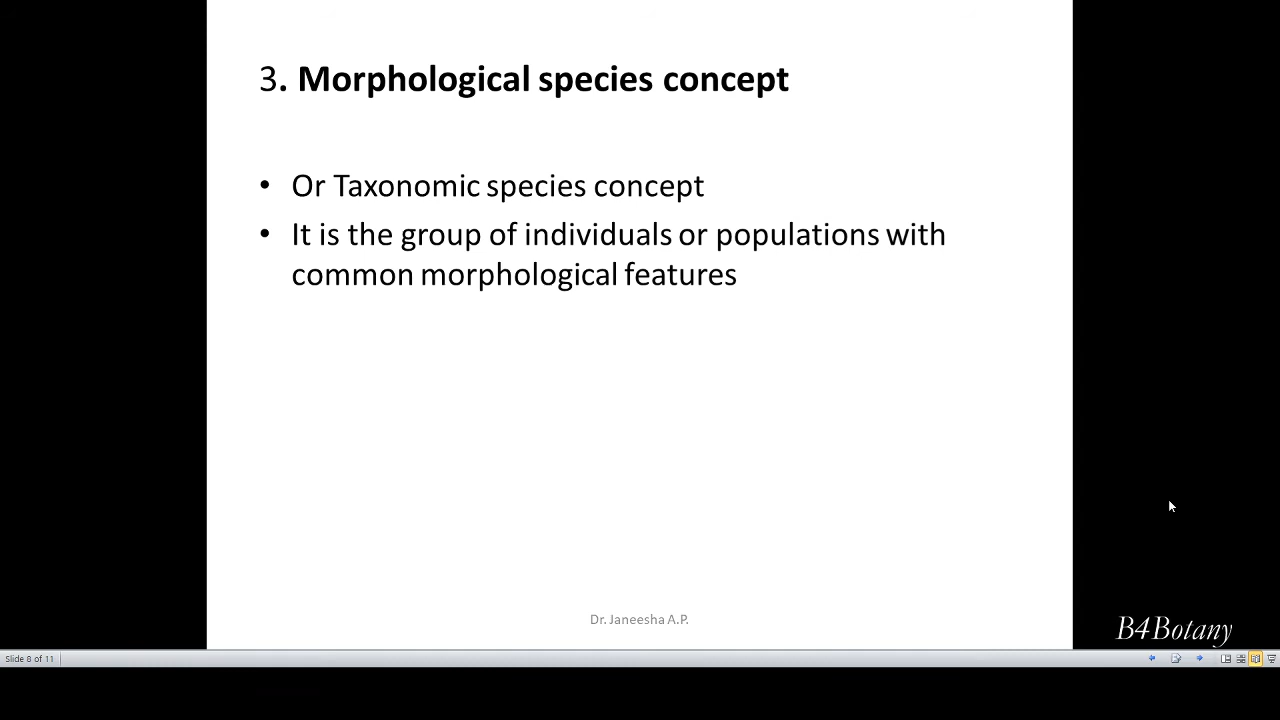 3. Morphological species concept
• Or Taxonomic species concept
• It is the group of individuals or populations with
common morphological features
Dr. Janeesha A.P.
B4Botany
Slide 8 of 11